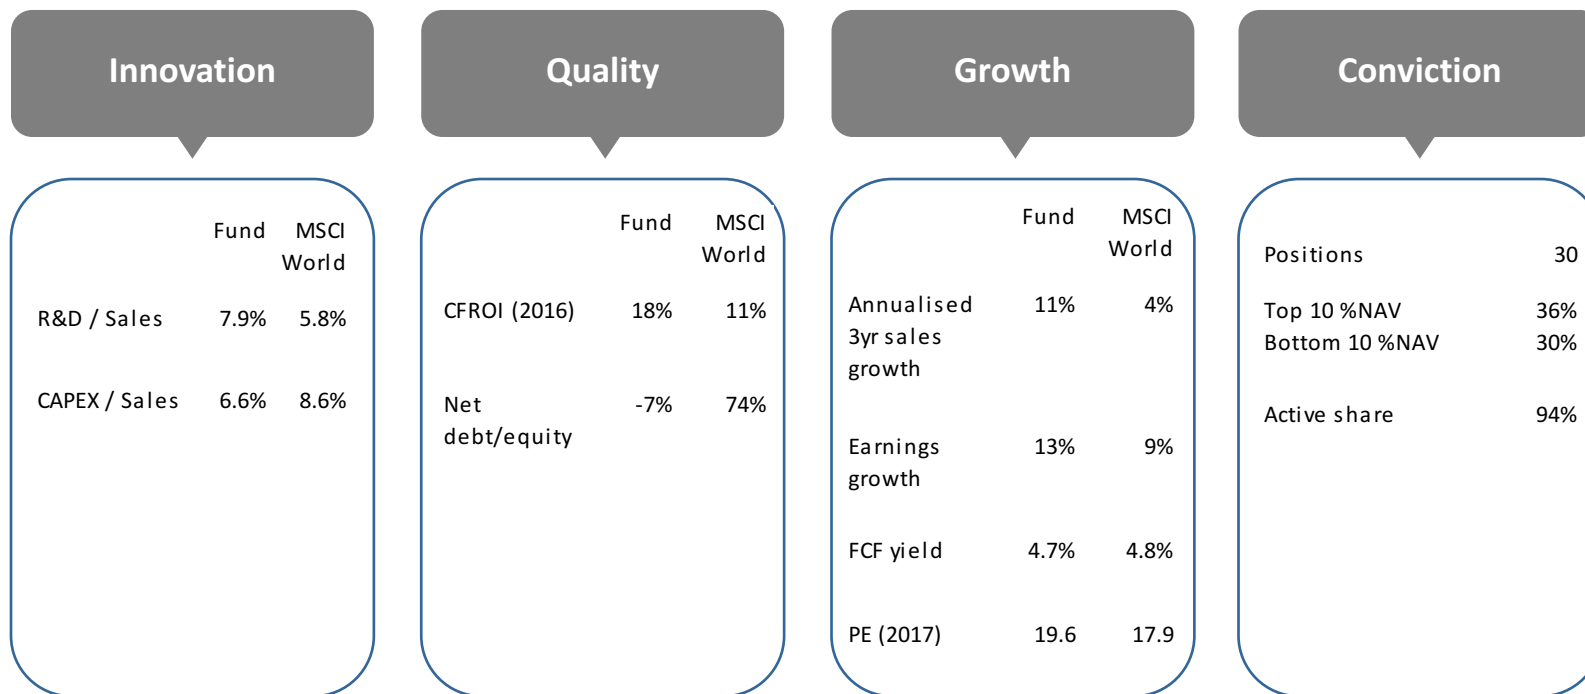 Innovation
Quality
Growth
Conviction
Fund MSCI
World
R&D / Sales 7.9% 5.8%
CAPEX / Sales 6.6% 8.6%
Fund MSCI
World
CFROI (2016) 18% 11%
Net -7% 74%
debt/equity
Fund MSCI
World
Annualised 11% 4%
3yr sales
growth
Earnings 13% 9%
growth
FCF yield 4.7% 4.8%
PE (2017) 19.6 17.9
Positions 30
Top 10 %NAV 36%
Bottom 10 %NAV 30%
Active share 94%